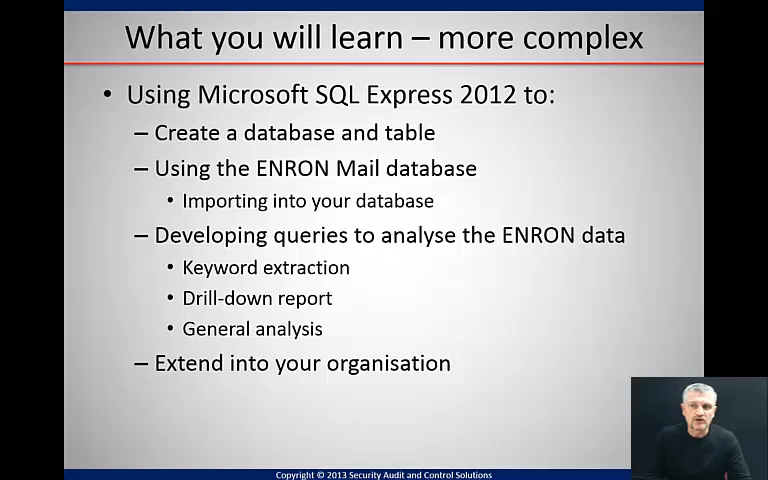 What you will learn – more complex
• Using Microsoft SQL Express 2012 to:
– Create a database and table
– Using the ENRON Mail database
• Importing into your database
– Developing queries to analyse the ENRON data
• Keyword extraction
• Drill-down report
• General analysis
– Extend into your organisation
Copyright © 2013 Security Audit and Control Solutions